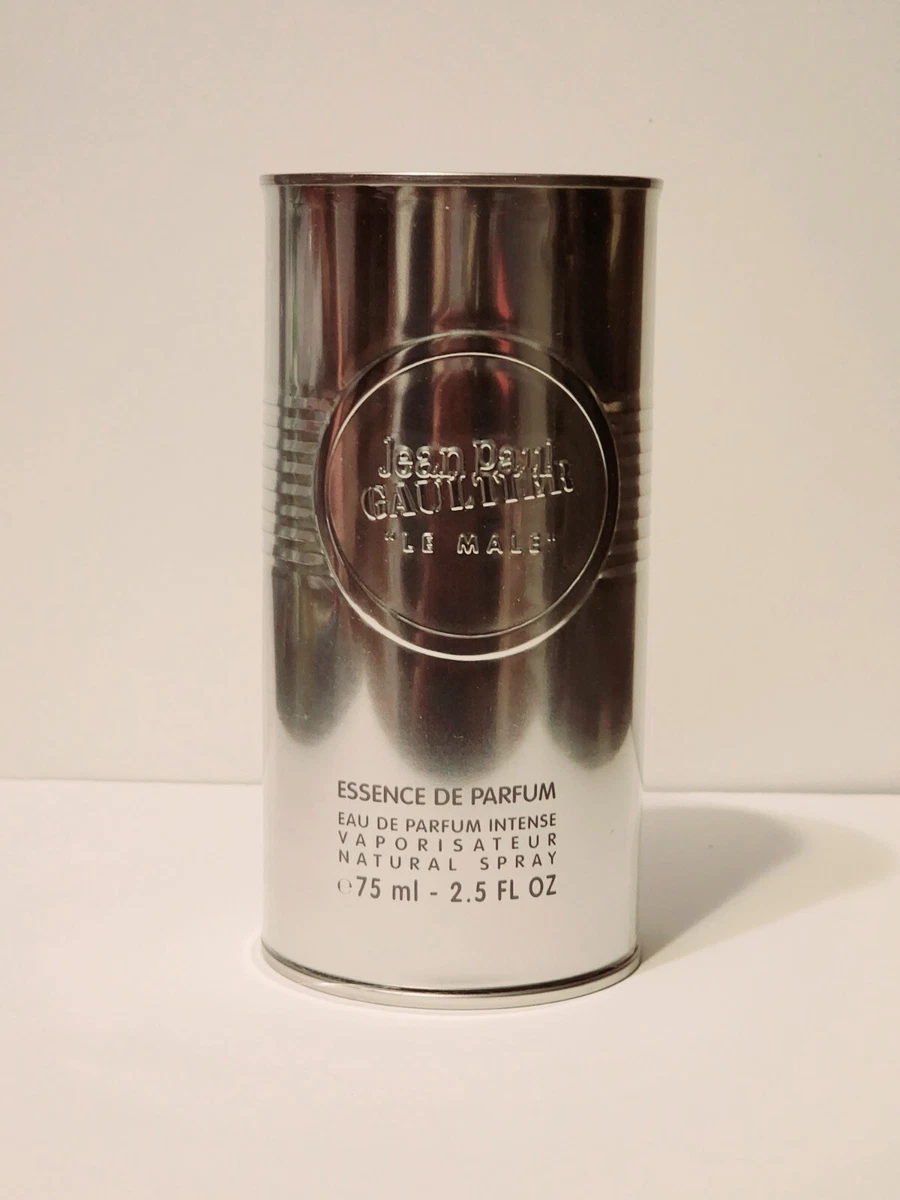 Jean Paul
GAULTIER
"LE MALE"
ESSENCE DE PARFUM
EAU DE PARFUM INTENSE
VAPORISATEUR
NATURAL SPRAY
℮75 ml - 2.5 FL OZ